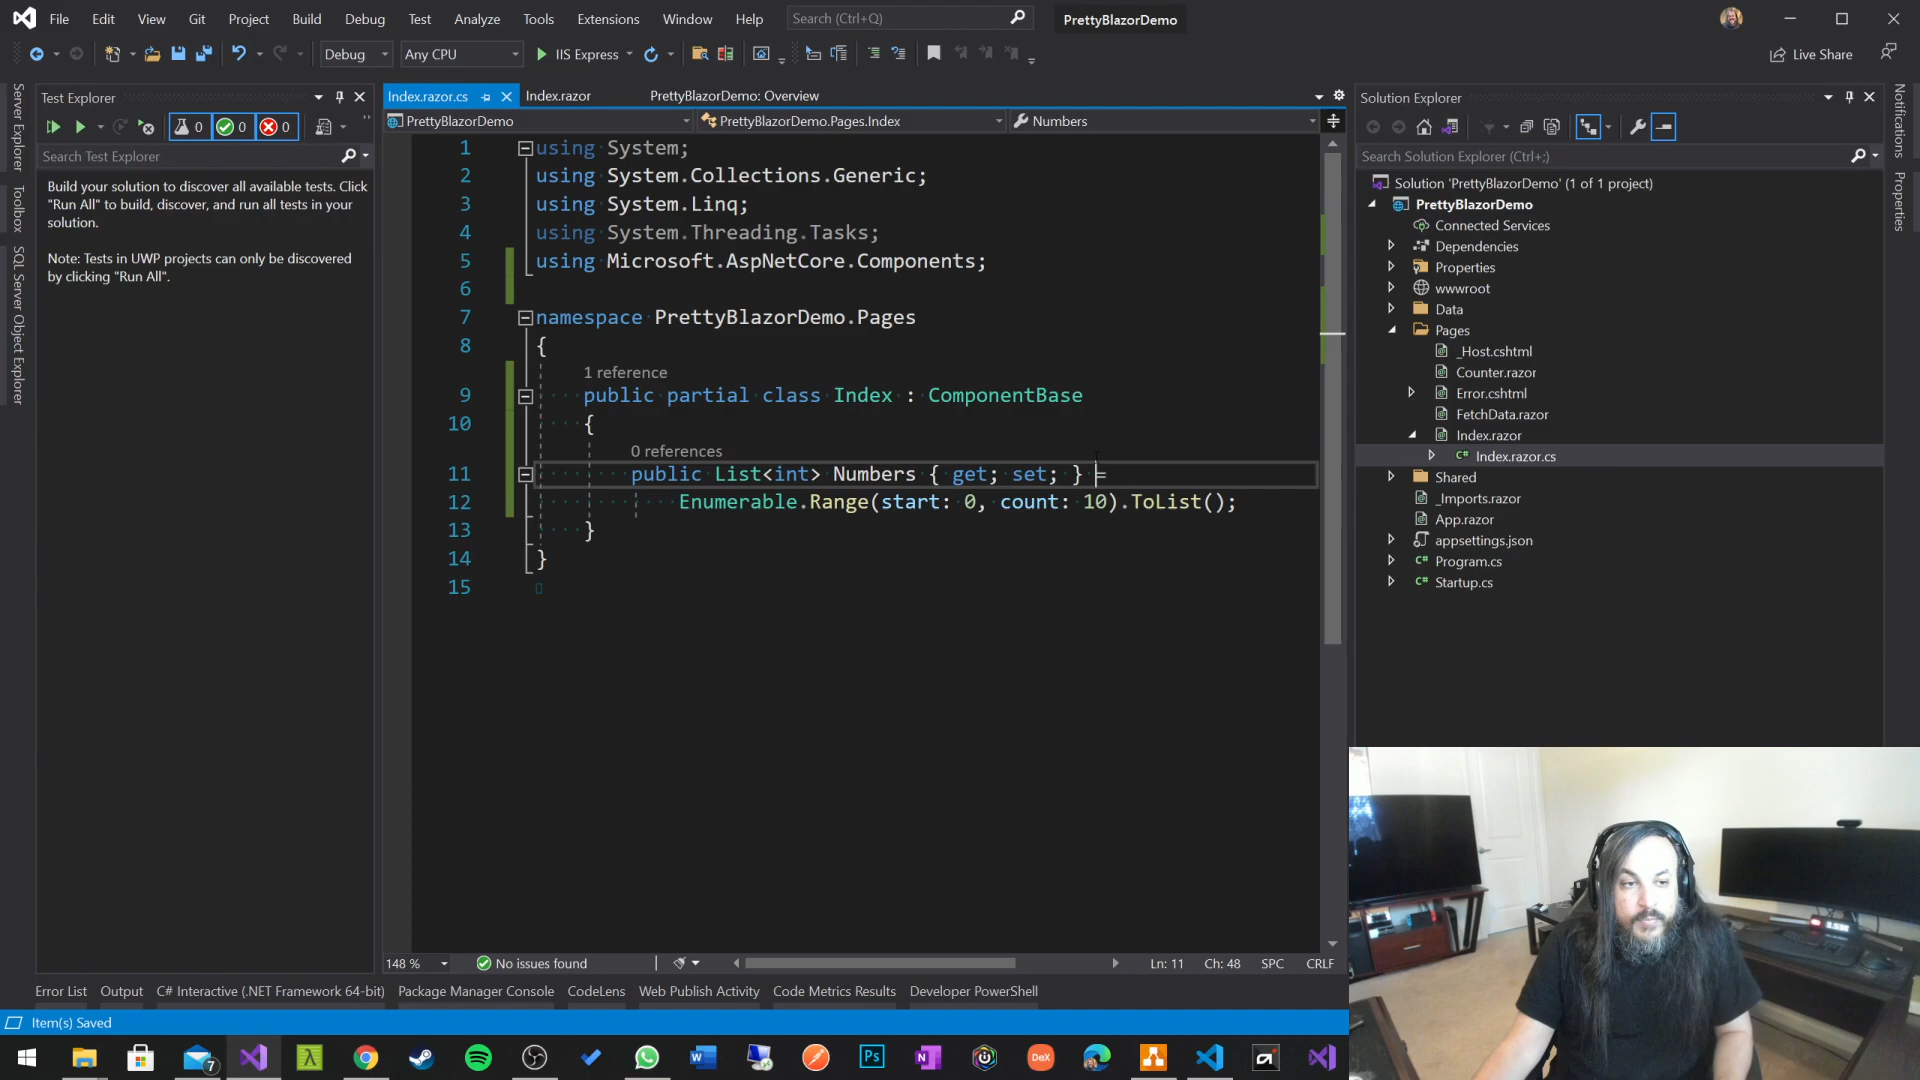 File Edit View Git Project Build Debug Test Analyze Tools Extensions Window Help Search (Ctrl+Q) PrettyBlazorDemo
Debug Any CPU IIS Express Live Share
Server Explorer
Toolbox
SQL Server Object Explorer
Test Explorer
0 0 0
Search Test Explorer
Build your solution to discover all available tests. Click
"Run All" to build, discover, and run all tests in your
solution.
Note: Tests in UWP projects can only be discovered
by clicking "Run All".
Index.razor.cs Index.razor PrettyBlazorDemo: Overview
PrettyBlazorDemo PrettyBlazorDemo.Pages.Index Numbers
1 using System;
2 using System.Collections.Generic;
3 using System.Linq;
4 using System.Threading.Tasks;
5 using Microsoft.AspNetCore.Components;
6
7 namespace PrettyBlazorDemo.Pages
8 {
1 reference
9 public partial class Index : ComponentBase
10 {
0 references
11 public List<int> Numbers { get; set; } =
12 Enumerable.Range(start: 0, count: 10).ToList();
13 }
14 }
15
148 % No issues found Ln: 11 Ch: 48 SPC CRLF
Solution Explorer
Search Solution Explorer (Ctrl+;)
Solution 'PrettyBlazorDemo' (1 of 1 project)
PrettyBlazorDemo
Connected Services
Dependencies
Properties
wwwroot
Data
Pages
_Host.cshtml
Counter.razor
Error.cshtml
FetchData.razor
Index.razor
C# Index.razor.cs
Shared
_Imports.razor
App.razor
appsettings.json
C# Program.cs
C# Startup.cs
Notifications
Properties
Error List Output C# Interactive (.NET Framework 64-bit) Package Manager Console CodeLens Web Publish Activity Code Metrics Results Developer PowerShell
Item(s) Saved
7 W Ps N DeX